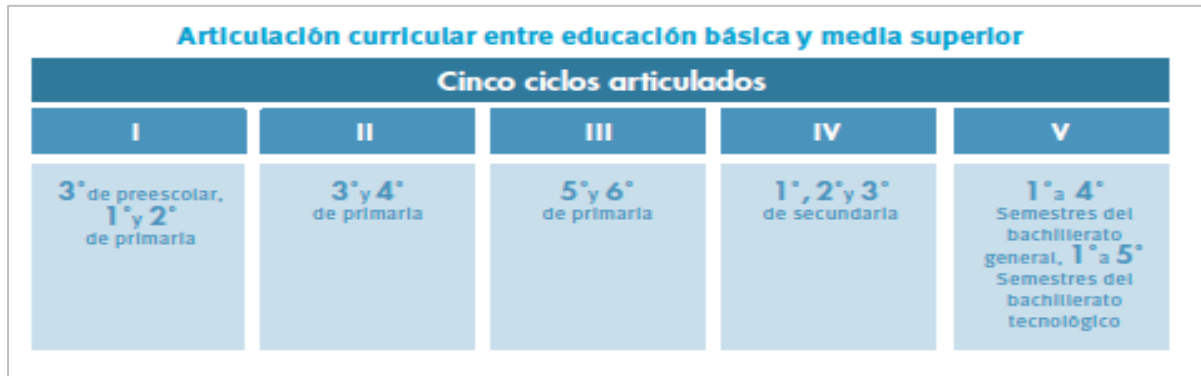 Articulación curricular entre educación básica y media superior
Cinco ciclos articulados
I
II
III
IV
V
3° de preescolar,
1° y 2°
de primaria
3° y 4°
de primaria
5° y 6°
de primaria
1°, 2° y 3°
de secundaria
1° a 4°
Semestres del
bachillerato
general, 1° a 5°
Semestres del
bachillerato
tecnológico